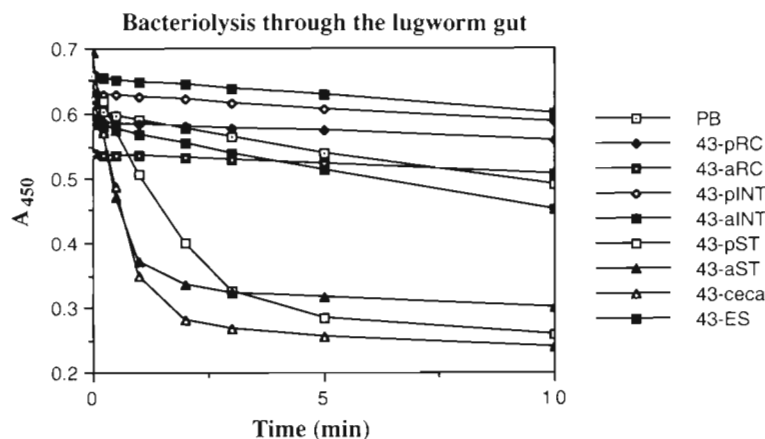 Bacteriolysis through the lugworm gut
0.7
0.6
0.5
0.4
0.3
0.2
A450
0
5
10
Time (min)
PB
43-pRC
43-aRC
43-pINT
43-aINT
43-pST
43-aST
43-ceca
43-ES